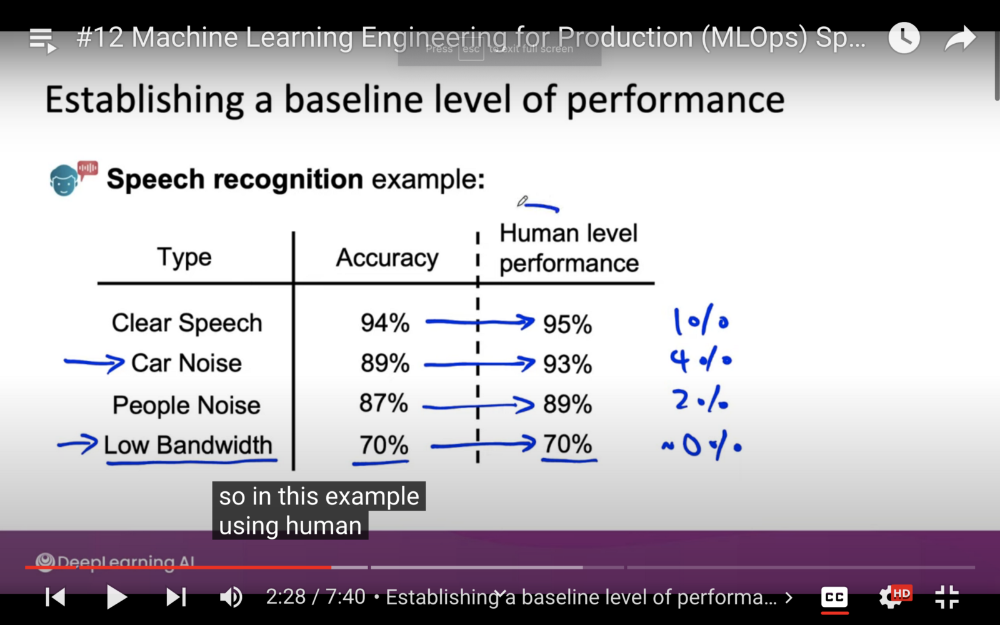 #12 Machine Learning Engineering for Production (MLOps) Sp...
Press esc to exit full screen
Establishing a baseline level of performance
Speech recognition example:
Type Accuracy Human level performance
Clear Speech 94% 95% 1%
Car Noise 89% 93% 4%
People Noise 87% 89% 2%
Low Bandwidth 70% 70% ~0%
so in this example
using human
DeepLearning.AI
2:28 / 7:40 • Establishing a baseline level of performa... CC HD